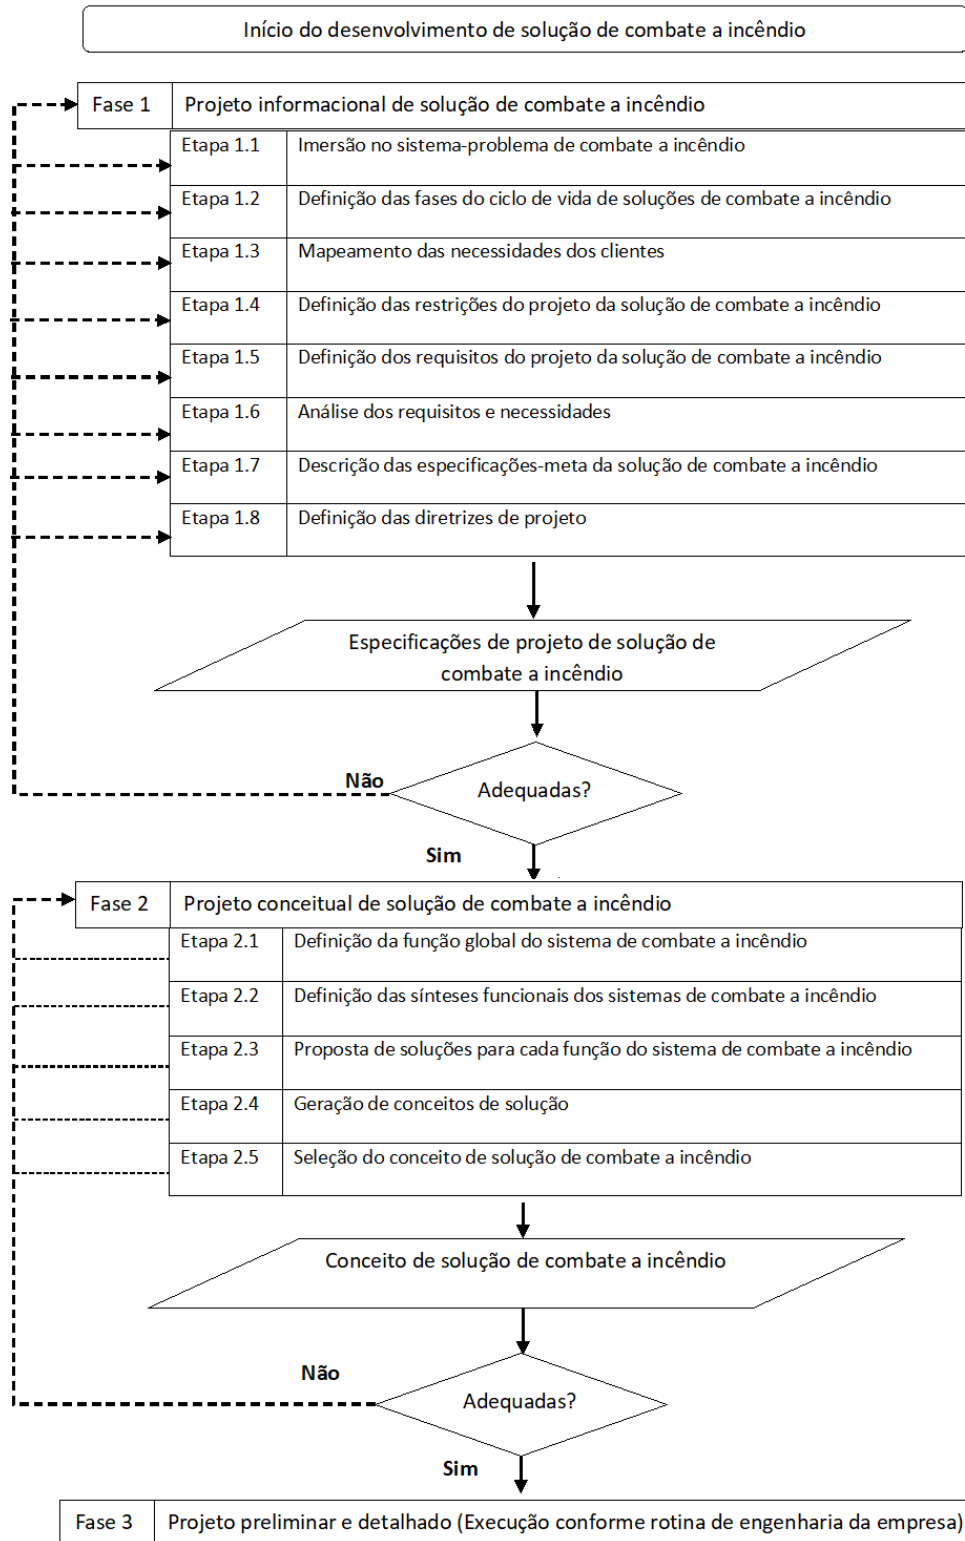 Início do desenvolvimento de solução de combate a incêndio
Fase 1 Projeto informacional de solução de combate a incêndio
Etapa 1.1 Imersão no sistema-problema de combate a incêndio
Etapa 1.2 Definição das fases do ciclo de vida de soluções de combate a incêndio
Etapa 1.3 Mapeamento das necessidades dos clientes
Etapa 1.4 Definição das restrições do projeto da solução de combate a incêndio
Etapa 1.5 Definição dos requisitos do projeto da solução de combate a incêndio
Etapa 1.6 Análise dos requisitos e necessidades
Etapa 1.7 Descrição das especificações-meta da solução de combate a incêndio
Etapa 1.8 Definição das diretrizes de projeto
Especificações de projeto de solução de
combate a incêndio
Não
Adequadas?
Sim
Fase 2 Projeto conceitual de solução de combate a incêndio
Etapa 2.1 Definição da função global do sistema de combate a incêndio
Etapa 2.2 Definição das sínteses funcionais dos sistemas de combate a incêndio
Etapa 2.3 Proposta de soluções para cada função do sistema de combate a incêndio
Etapa 2.4 Geração de conceitos de solução
Etapa 2.5 Seleção do conceito de solução de combate a incêndio
Conceito de solução de combate a incêndio
Não
Adequadas?
Sim
Fase 3 Projeto preliminar e detalhado (Execução conforme rotina de engenharia da empresa)